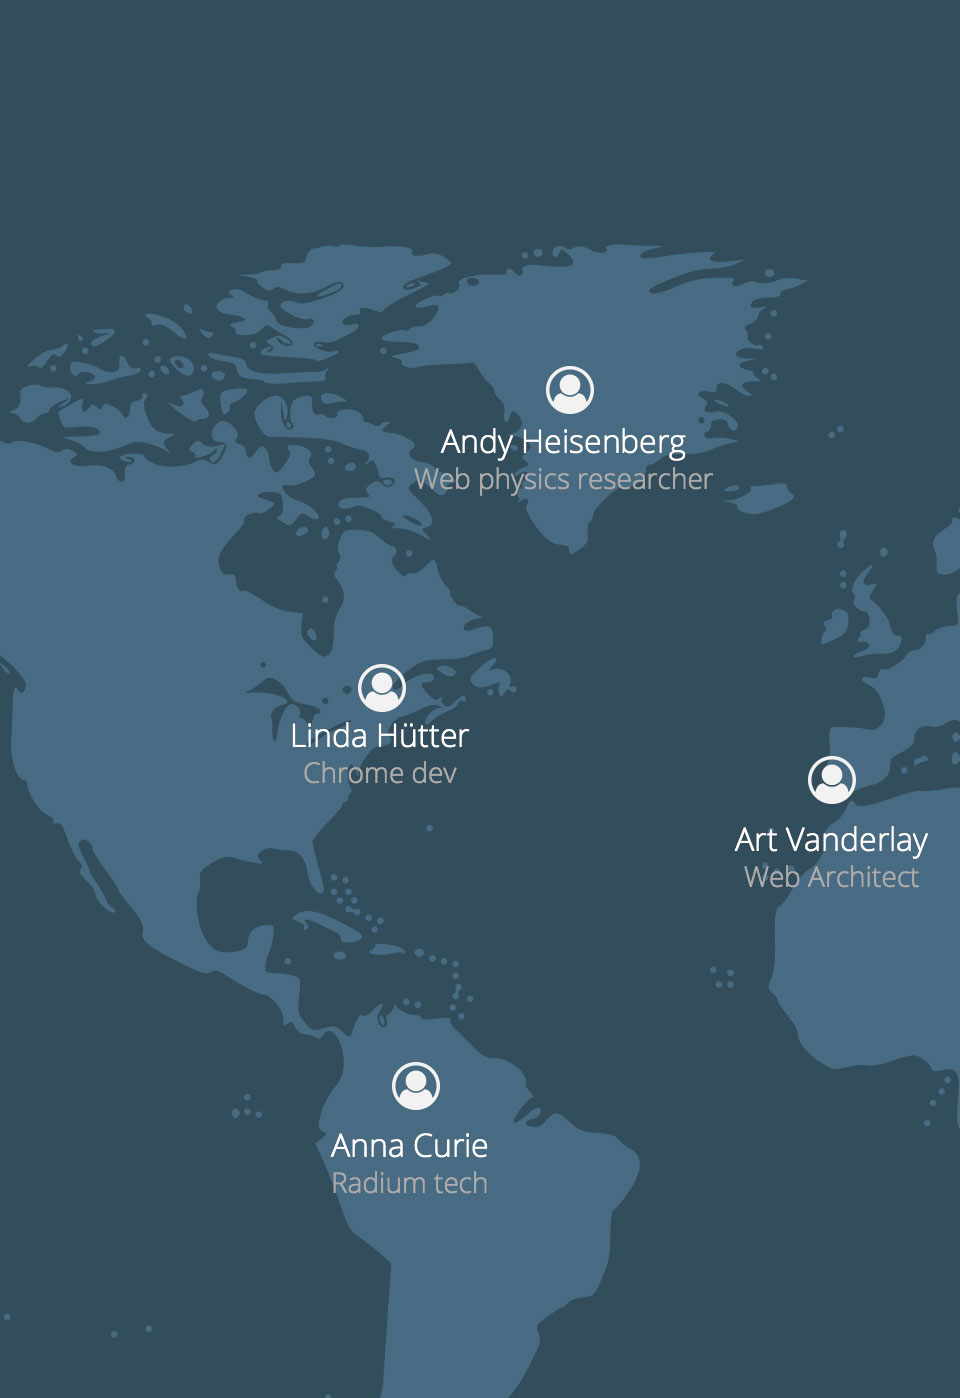 Andy Heisenberg
Web physics researcher
Linda Hütter
Chrome dev
Art Vanderlay
Web Architect
Anna Curie
Radium tech